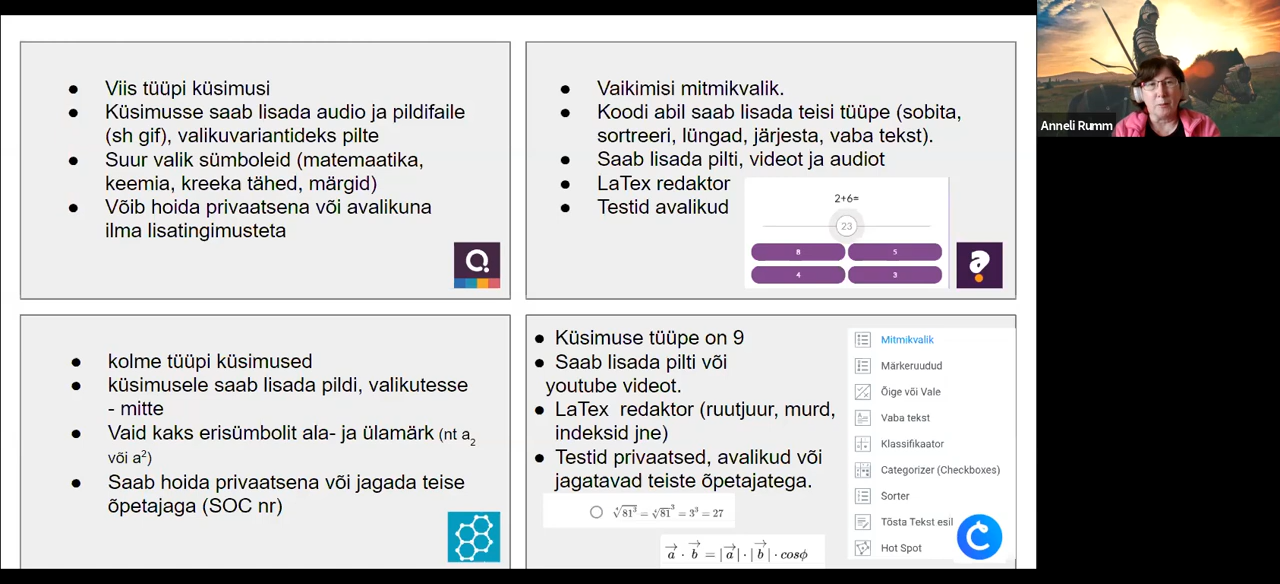 Viis tüüpi küsimusi
Küsimusse saab lisada audio ja pildifaile
(sh gif), valikuvariantideks pilte
Suur valik sümboleid (matemaatika,
keemia, kreeka tähed, märgid)
Võib hoida privaatsena või avalikuna
ilma lisatingimusteta
Vaikimisi mitmikvalik.
Koodi abil saab lisada teisi tüüpe (sobita,
sortreeri, lüngad, järjesta, vaba tekst).
Saab lisada pilti, videot ja audiot
LaTex redaktor
Testid avalikud
2+6=
23
8
5
4
3
Anneli Rumm
kolme tüüpi küsimused
küsimusele saab lisada pildi, valikutesse
- mitte
Vaid kaks erisümbolit ala- ja ülamärk (nt a₂
või a²)
Saab hoida privaatsena või jagada teise
õpetajaga (SOC nr)
Küsimuse tüüpe on 9
Saab lisada pilti või
youtube videot.
LaTex redaktor (ruutjuur, murd,
indeksid jne)
Testid privaatsed, avalikud või
jagatavad teiste õpetajatega.
∜81³ = ∜81³ = 3³ = 27
a⃗ · b⃗ = |a⃗| · |b⃗| · cosϕ
Mitmikvalik
Märkeruudud
Õige või Vale
Vaba tekst
Klassifikaator
Categorizer (Checkboxes)
Sorter
Tõsta Tekst esil
Hot Spot